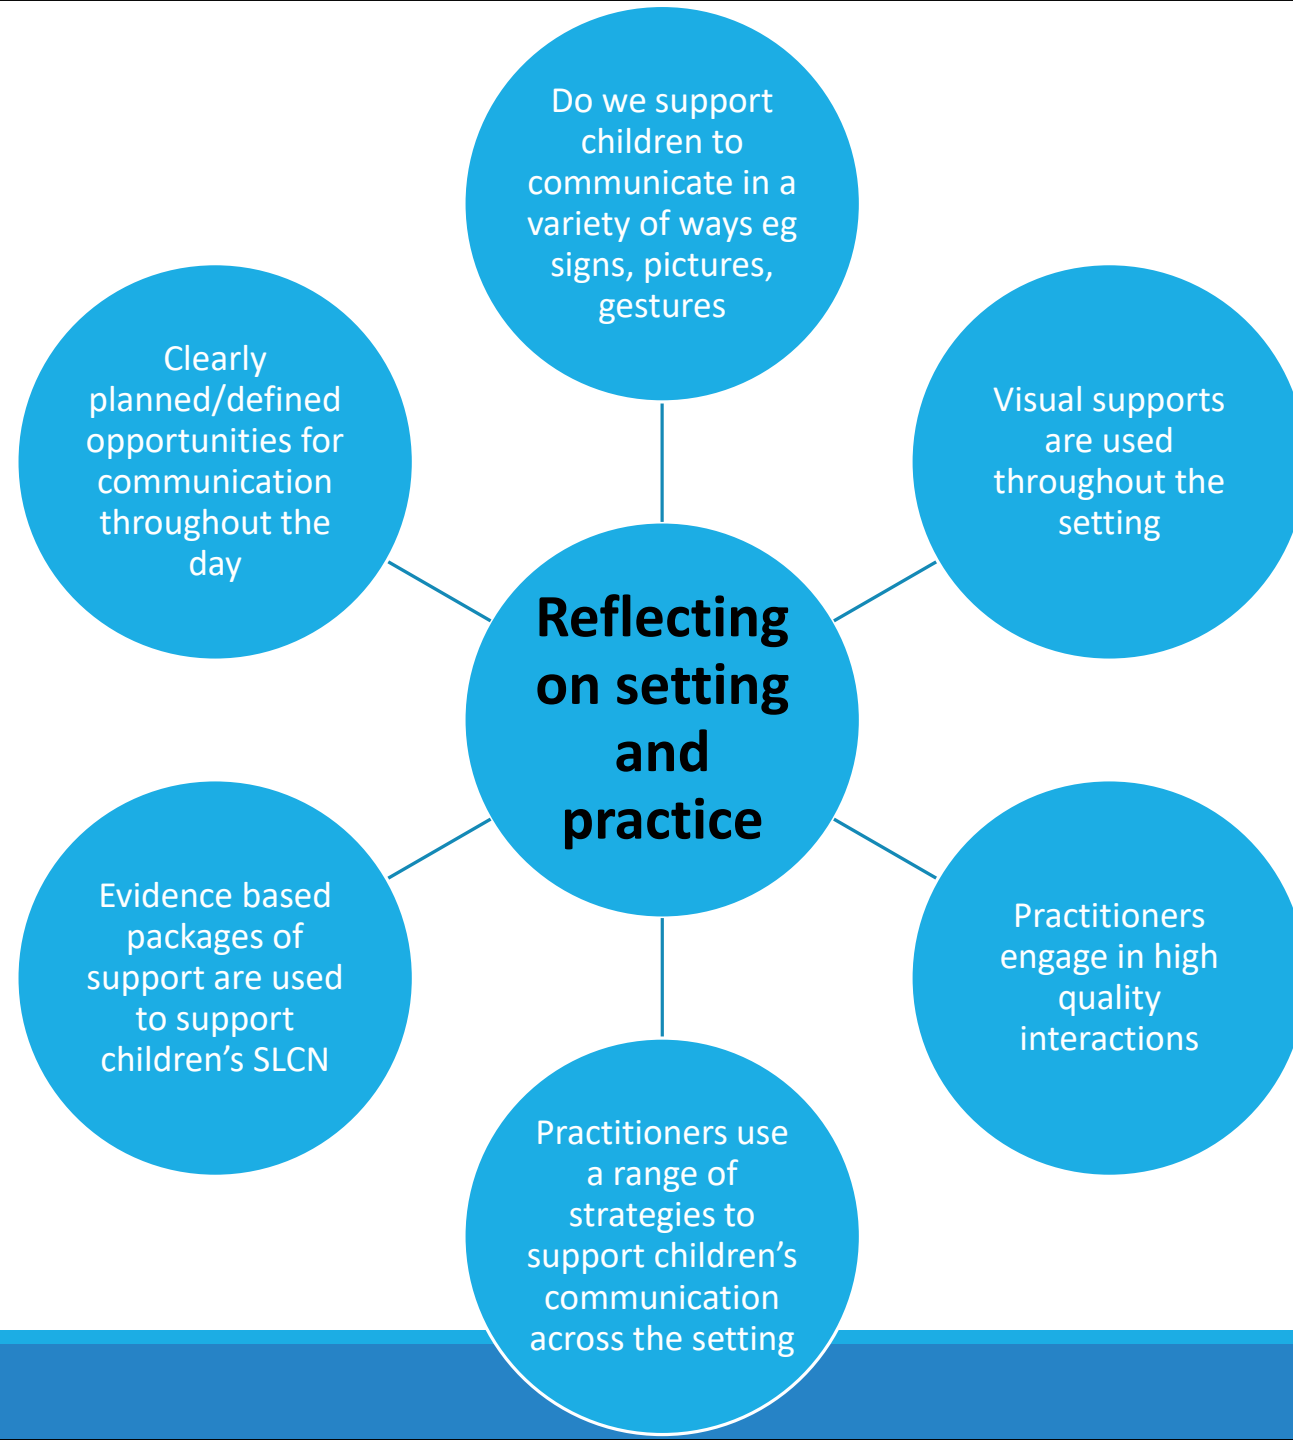 Do we support
children to
communicate in a
variety of ways eg
signs, pictures,
gestures
Visual supports
are used
throughout the
setting
Practitioners
engage in high
quality
interactions
Practitioners use
a range of
strategies to
support children’s
communication
across the setting
Evidence based
packages of
support are used
to support
children’s SLCN
Clearly
planned/defined
opportunities for
communication
throughout the
day
Reflecting
on setting
and
practice